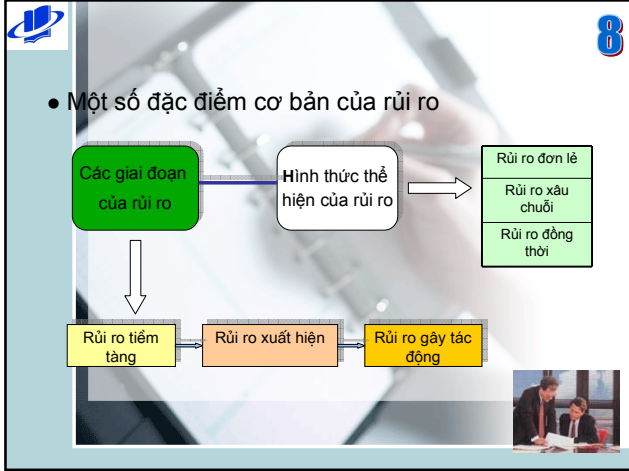 8
● Một số đặc điểm cơ bản của rủi ro
Các giai đoạn
của rủi ro
Hình thức thể
hiện của rủi ro
Rủi ro đơn lẻ
Rủi ro xâu
chuỗi
Rủi ro đồng
thời
Rủi ro tiềm
tàng
Rủi ro xuất hiện
Rủi ro gây tác
động